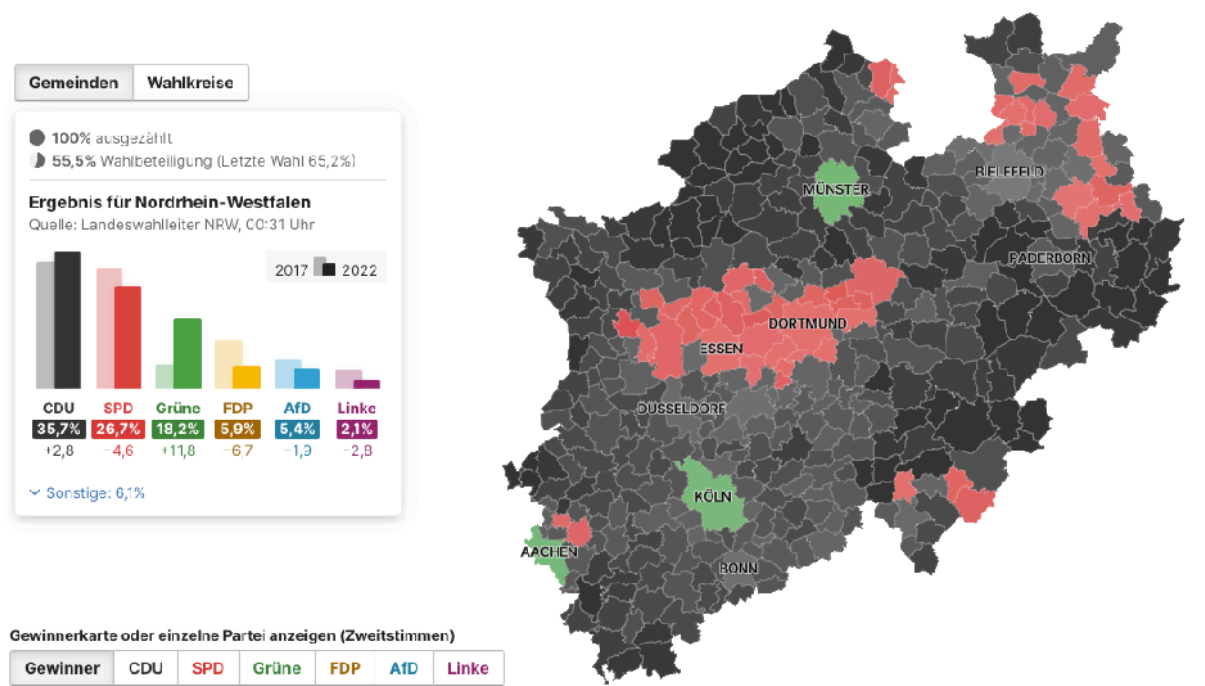 Gemeinden Wahlkreise
100% ausgezählt
55,5% Wahlbeteiligung (Letzte Wahl 65,2%)
Ergebnis für Nordrhein-Westfalen
Quelle: Landeswahlleiter NRW, 00:31 Uhr
2017 2022
CDU SPD Grüne FDP AfD Linke
35,7% 26,7% 18,2% 5,9% 5,4% 2,1%
+2,8 −4,6 +11,8 −6,7 −1,9 −2,8
Sonstige: 6,1%
MÜNSTER
BIELEFELD
PADERBORN
DORTMUND
ESSEN
DÜSSELDORF
KÖLN
AACHEN
BONN
Gewinnerkarte oder einzelne Partei anzeigen (Zweitstimmen)
Gewinner CDU SPD Grüne FDP AfD Linke